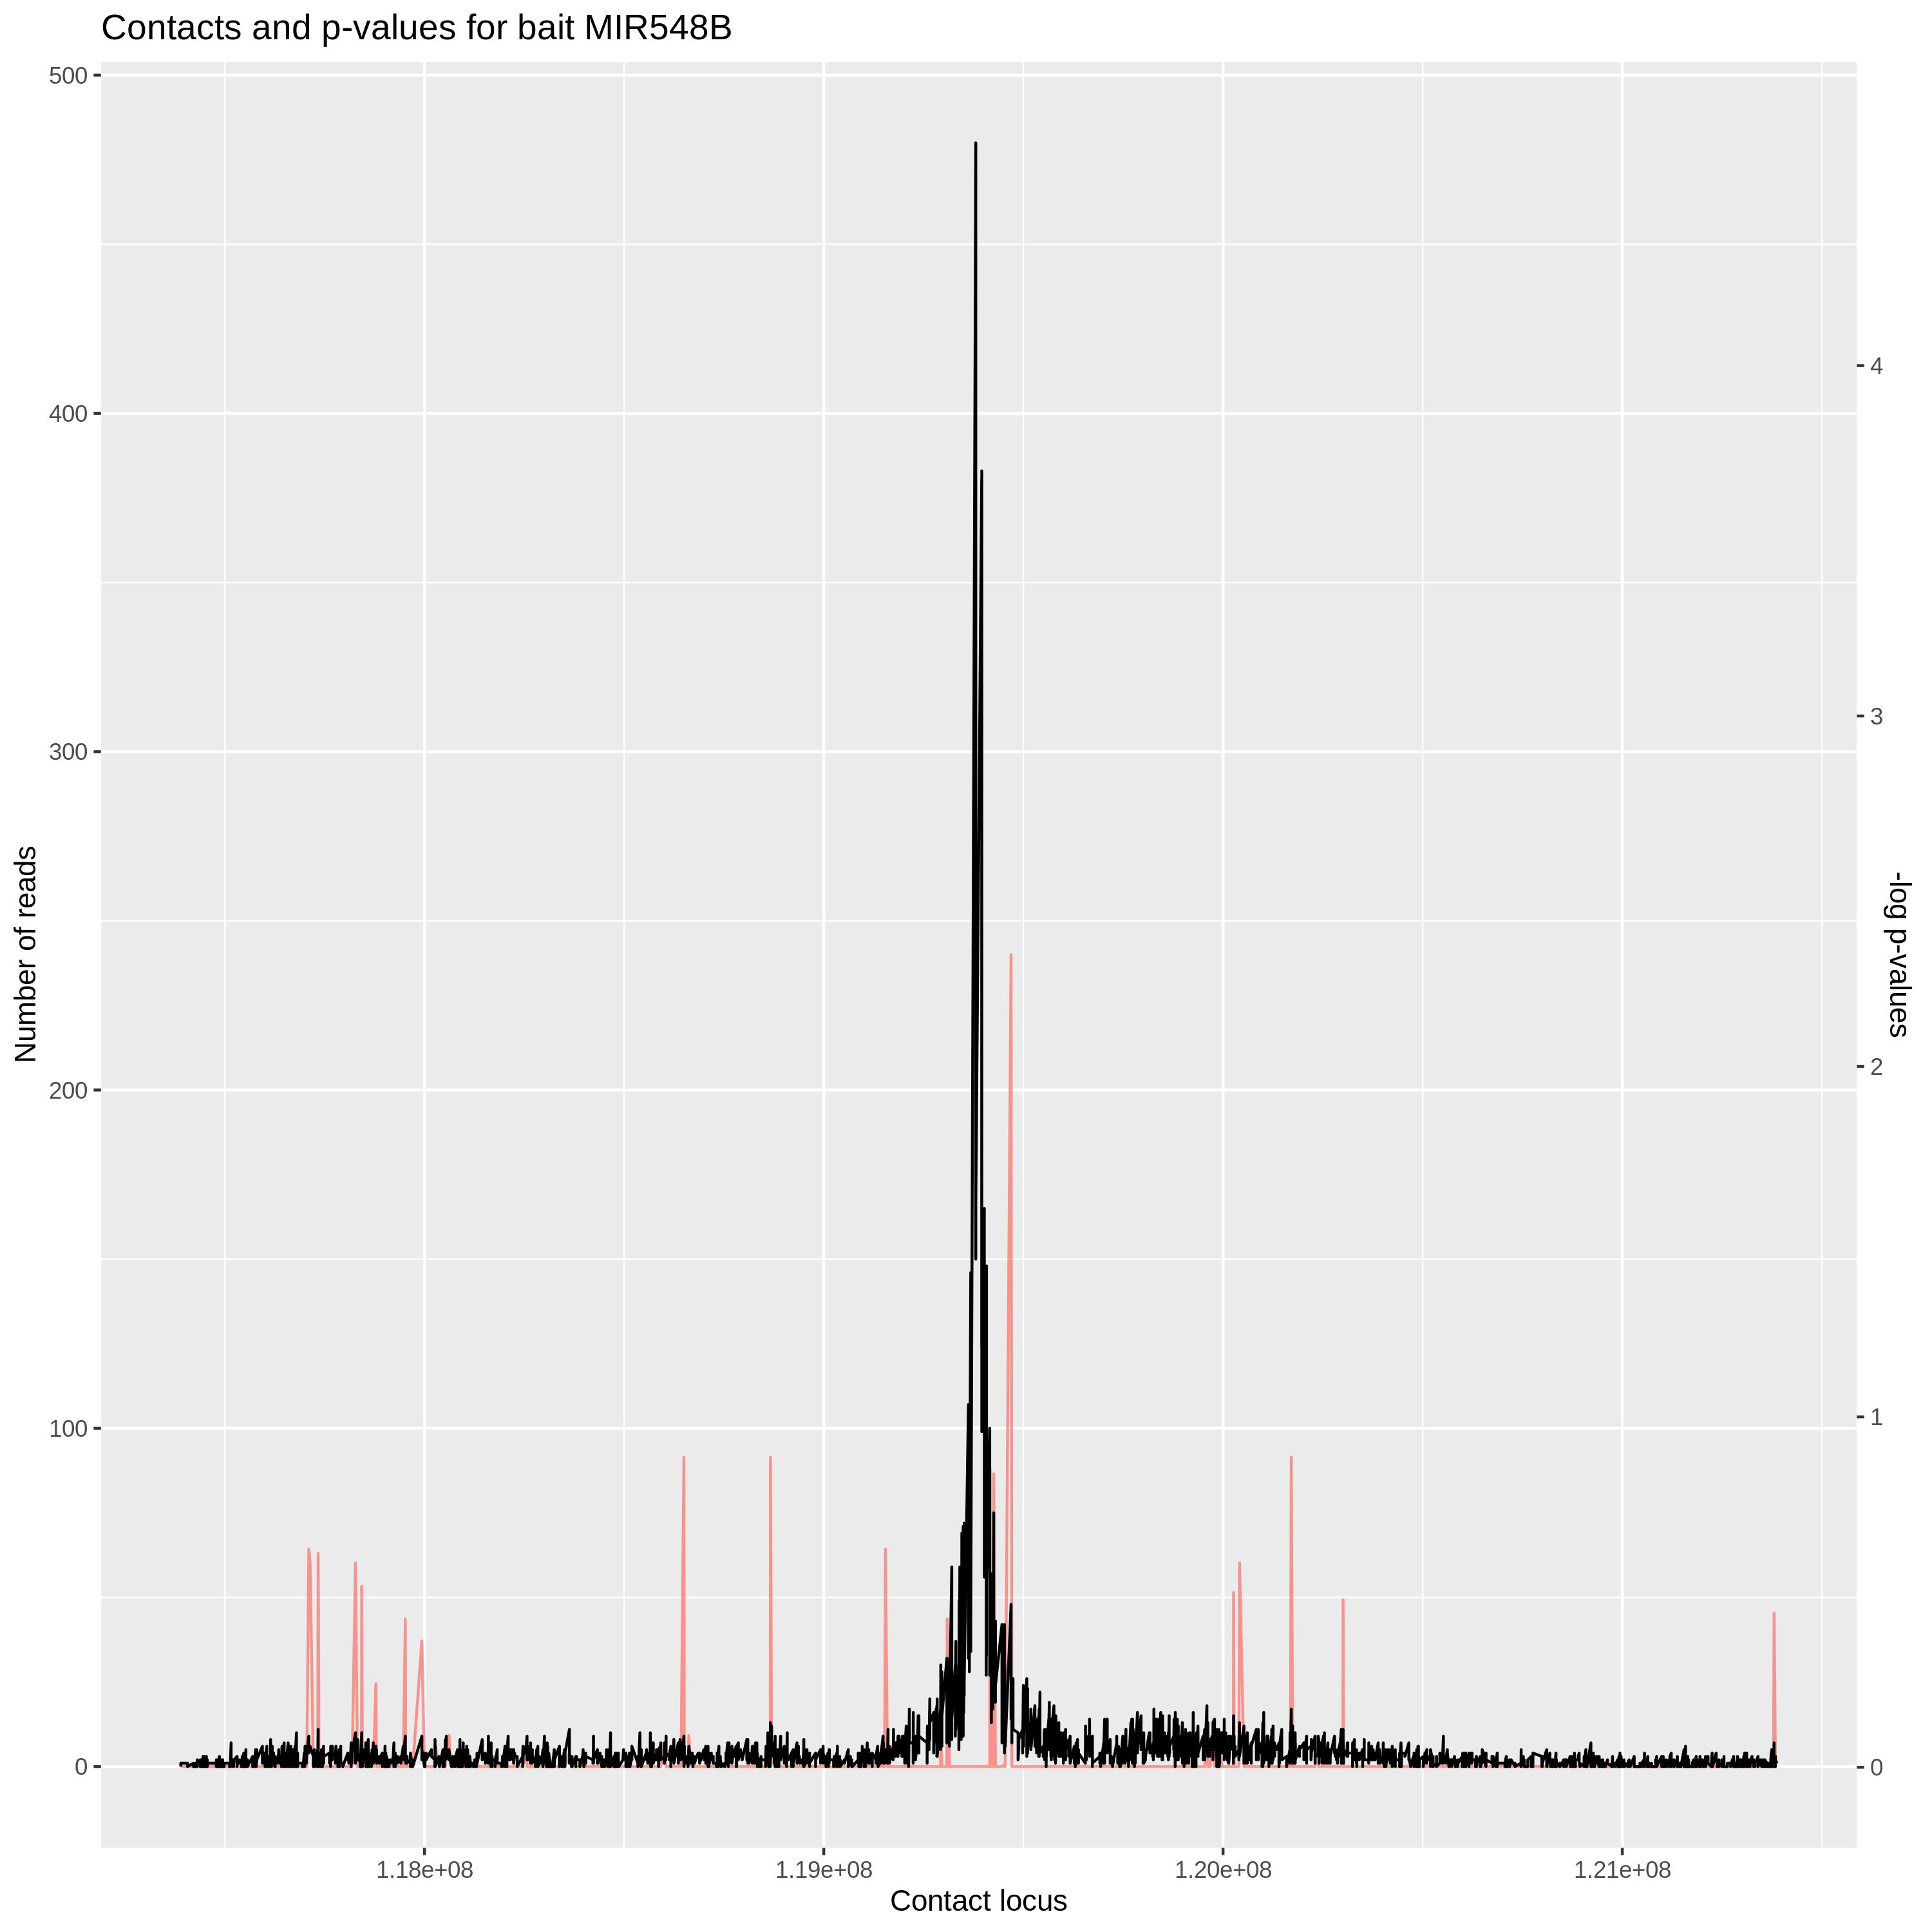 Contacts and p-values for bait MIR548B
500
400
300
200
100
0
Number of reads
4
3
2
1
0
-log p-values
1.18e+08 1.19e+08 1.20e+08 1.21e+08
Contact locus